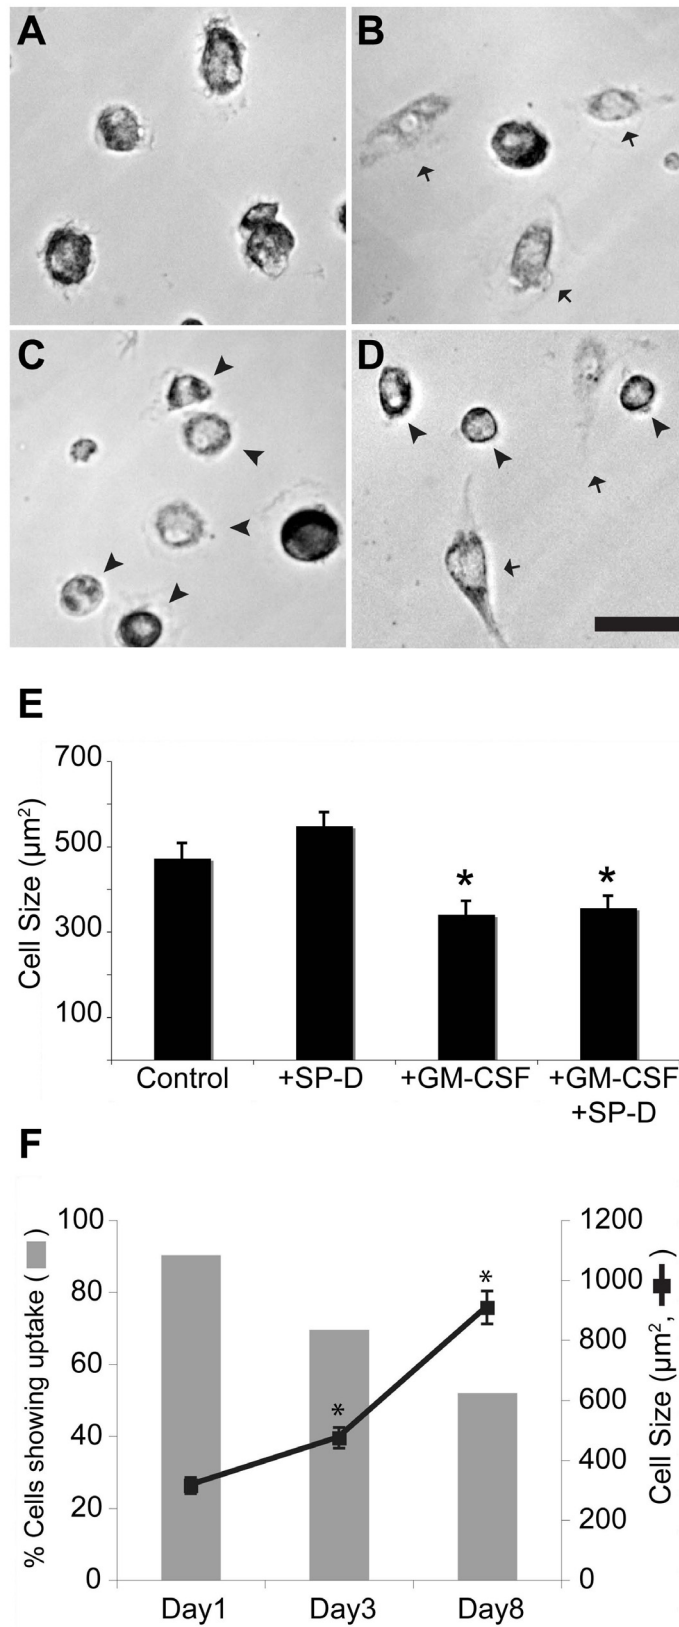 A
B
C
D
E
700
500
300
100
Cell Size (µm²)
*
*
Control
+SP-D
+GM-CSF
+GM-CSF
+SP-D
F
100
80
60
40
20
0
% Cells showing uptake ( )
1200
1000
800
600
400
200
0
Cell Size (µm², )
*
*
Day1
Day3
Day8